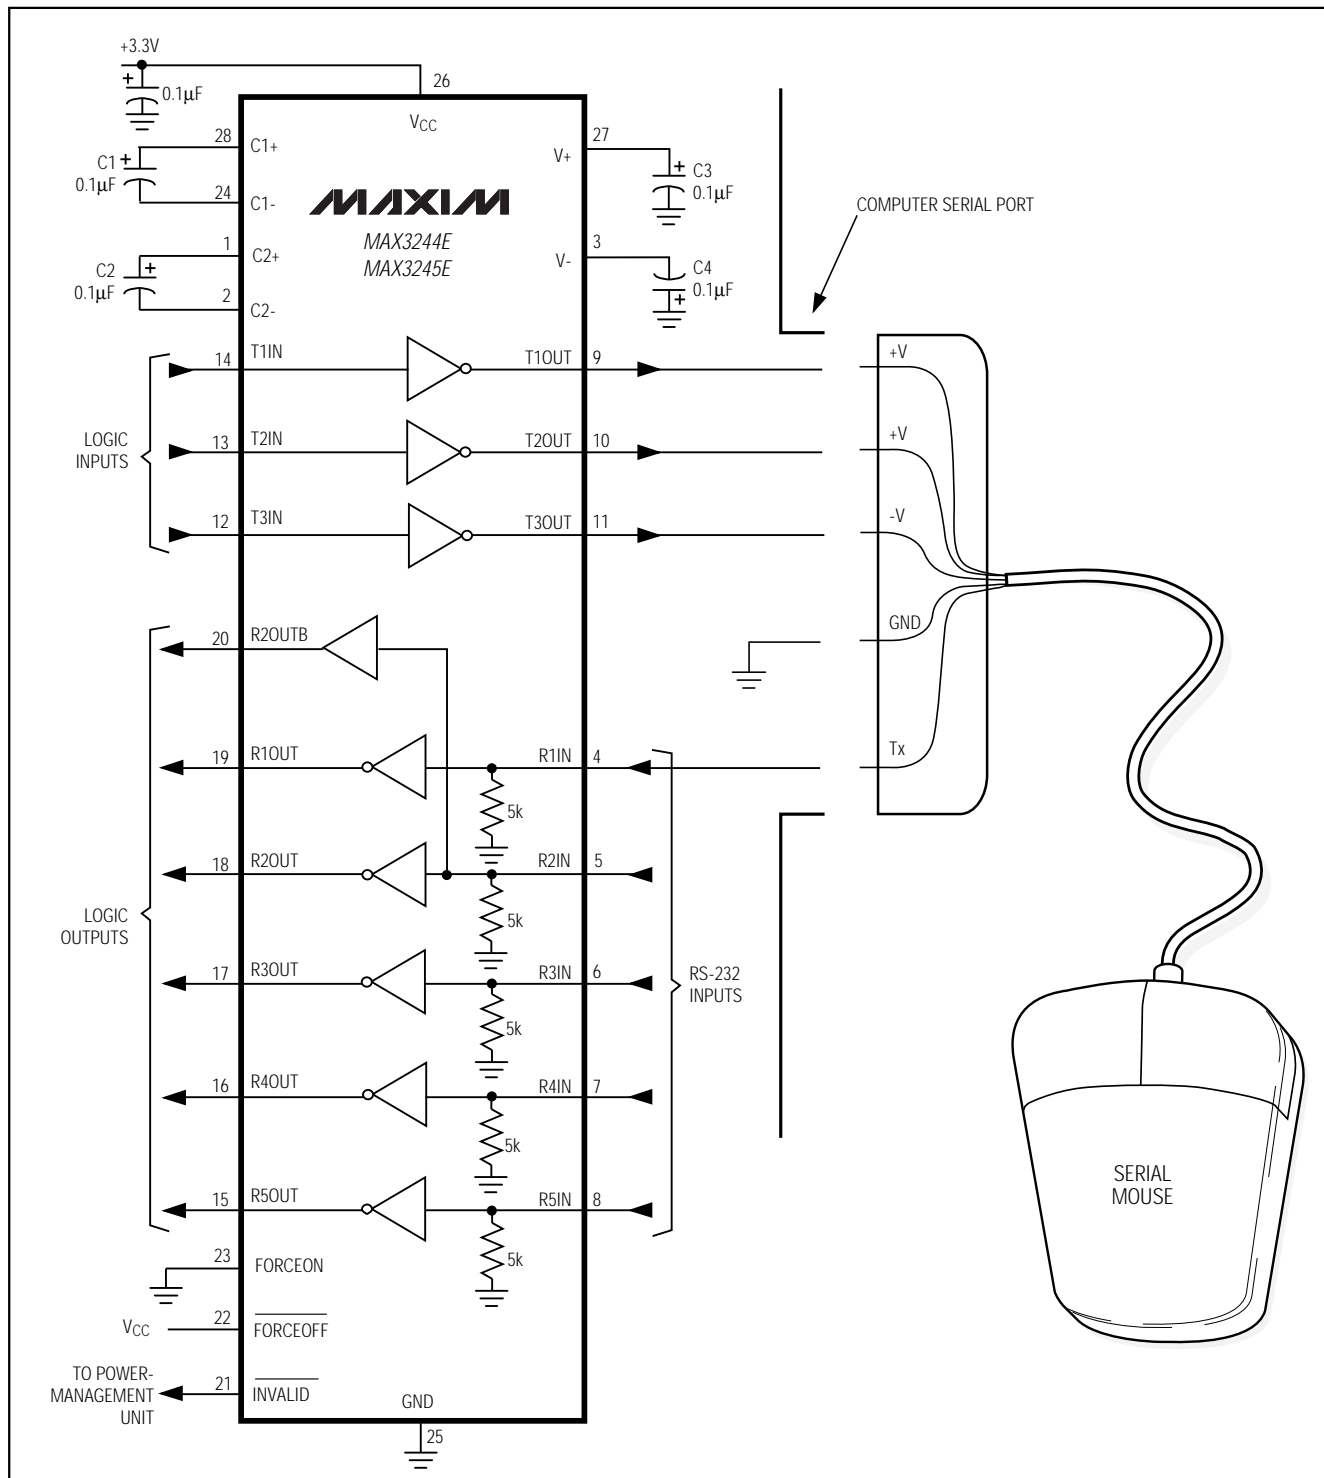 +3.3V
+
0.1µF
26
VCC
28
C1+
C1
+
0.1µF
24
C1-
27
V+
+
C3
0.1µF
MAXIM
MAX3244E
MAX3245E
COMPUTER SERIAL PORT
1
C2+
C2
+
0.1µF
2
C2-
3
V-
C4
0.1µF
+
LOGIC
INPUTS
14
T1IN
T1OUT
9
+V
13
T2IN
T2OUT
10
+V
12
T3IN
T3OUT
11
-V
GND
Tx
LOGIC
OUTPUTS
20
R2OUTB
19
R1OUT
R1IN
4
5k
18
R2OUT
R2IN
5
5k
17
R3OUT
R3IN
6
5k
RS-232
INPUTS
16
R4OUT
R4IN
7
5k
15
R5OUT
R5IN
8
5k
SERIAL
MOUSE
23
FORCEON
VCC
22
FORCEOFF
TO POWER-
MANAGEMENT
UNIT
21
INVALID
GND
25